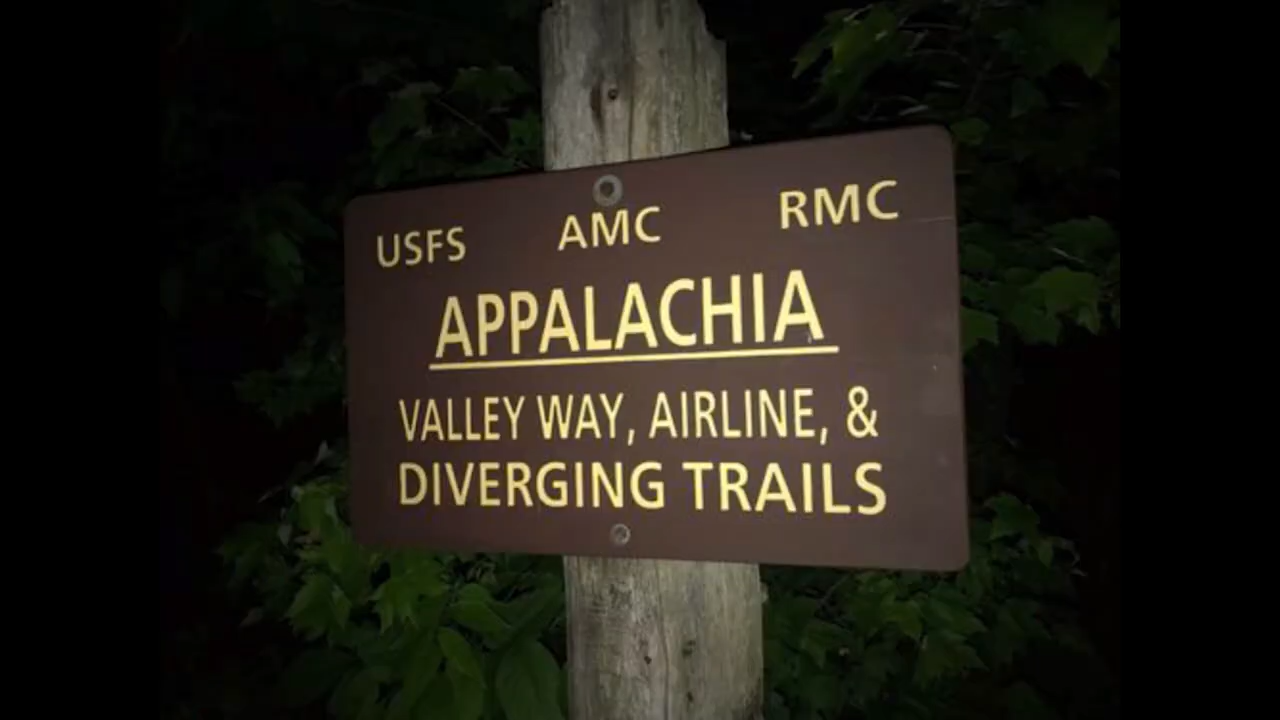 USFS AMC RMC
APPALACHIA
VALLEY WAY, AIRLINE, &
DIVERGING TRAILS